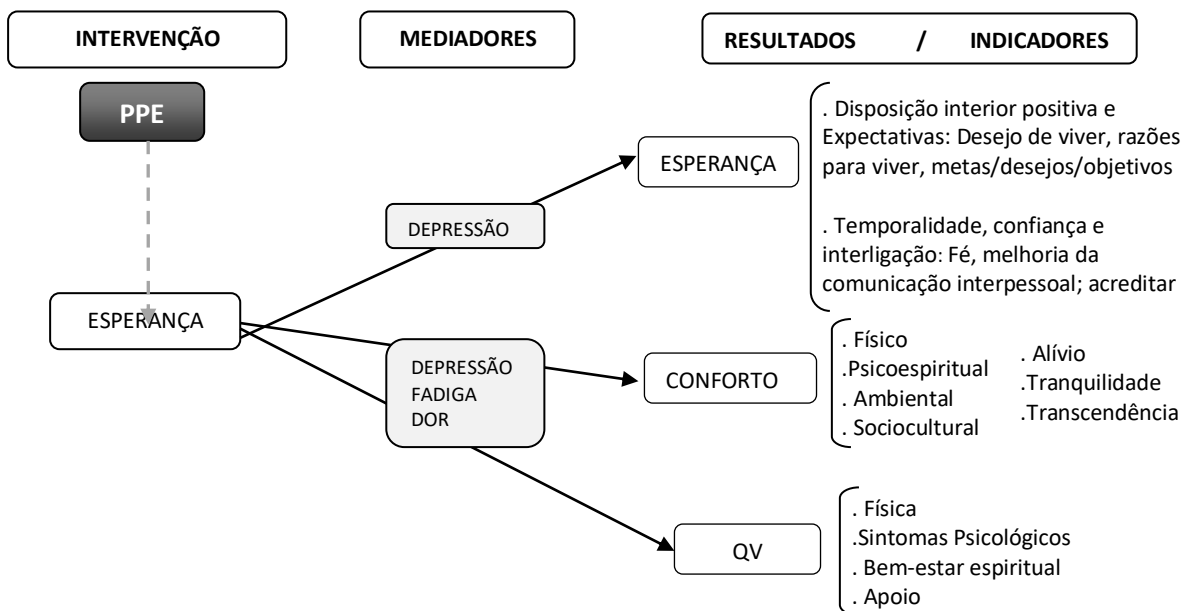 INTERVENÇÃO
MEDIADORES
RESULTADOS / INDICADORES
PPE
ESPERANÇA
DEPRESSÃO
DEPRESSÃO
FADIGA
DOR
ESPERANÇA
. Disposição interior positiva e
Expectativas: Desejo de viver, razões
para viver, metas/desejos/objetivos
. Temporalidade, confiança e
interligação: Fé, melhoria da
comunicação interpessoal; acreditar
CONFORTO
. Físico
.Psicoespiritual
. Ambiental
. Sociocultural
. Alívio
.Tranquilidade
.Transcendência
QV
. Física
.Sintomas Psicológicos
. Bem-estar espiritual
. Apoio